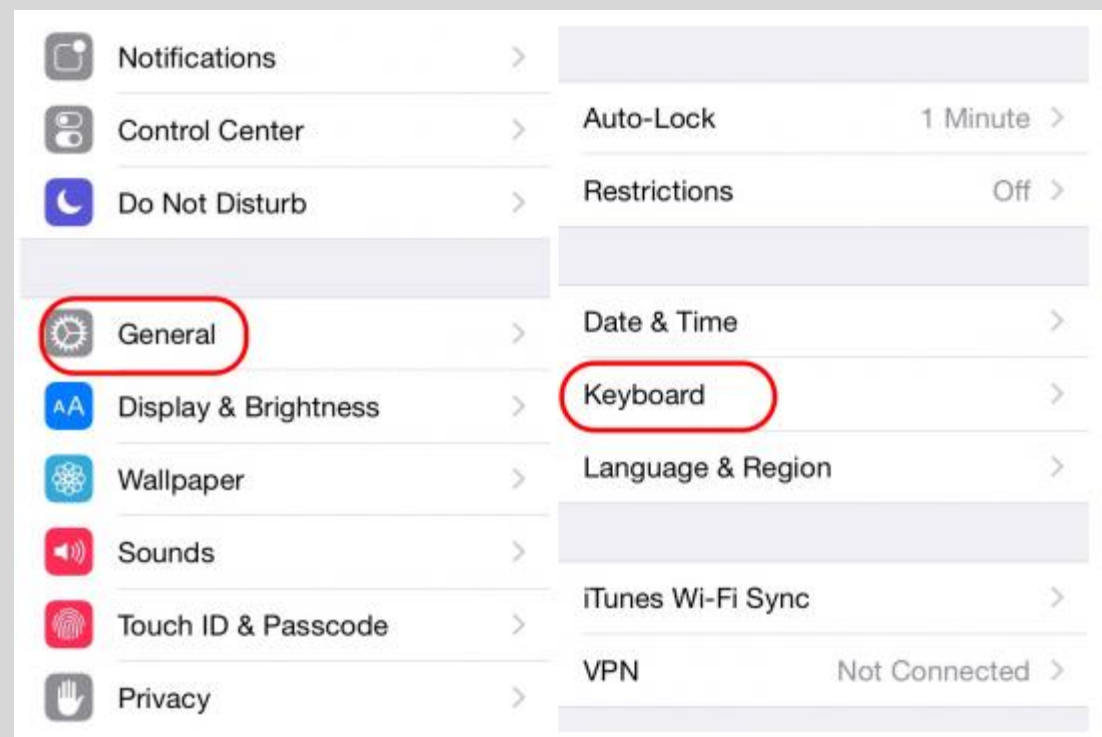 Notifications
Control Center
Do Not Disturb
General
AA Display & Brightness
Wallpaper
Sounds
Touch ID & Passcode
Privacy
Auto-Lock 1 Minute
Restrictions Off
Date & Time
Keyboard
Language & Region
iTunes Wi-Fi Sync
VPN Not Connected